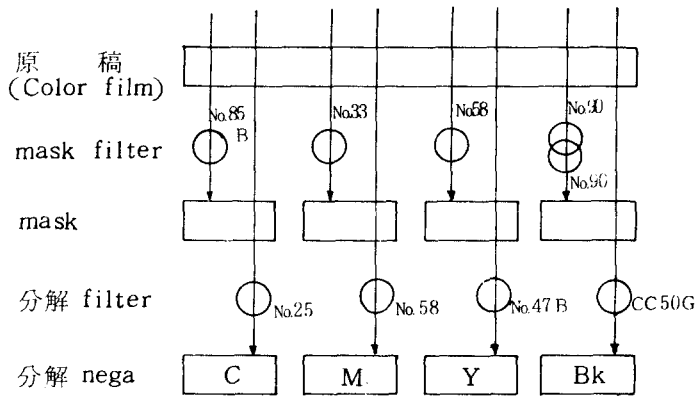 原 稿
(Color film)
No.85
B
No.33
No.58
No.90
mask filter
No.90
mask
分解 filter
No.25
No.58
No.47B
CC50G
分解 nega
C
M
Y
Bk